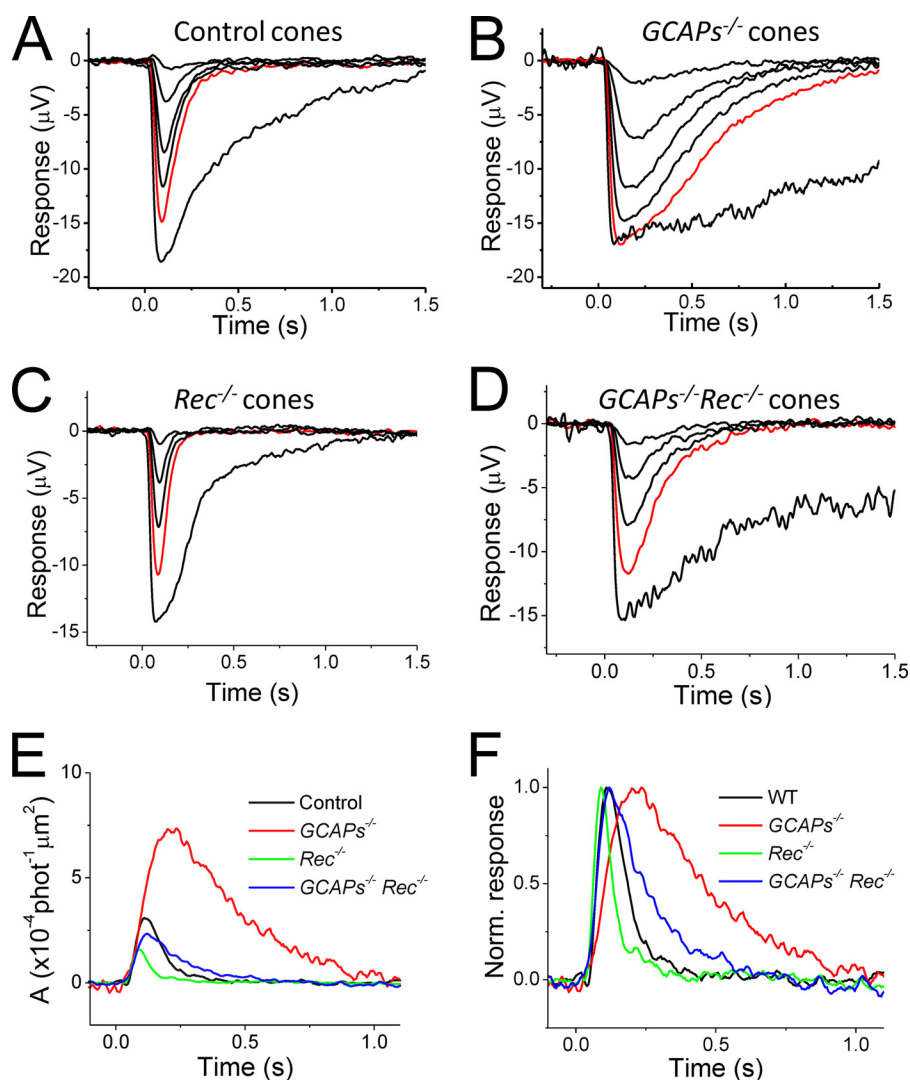 A
Control cones
Response (μV)
0
-5
-10
-15
-20
0.0
0.5
1.0
1.5
Time (s)
B
GCAPs-/- cones
Response (μV)
0
-5
-10
-15
-20
0.0
0.5
1.0
1.5
Time (s)
C
Rec-/- cones
Response (μV)
0
-5
-10
-15
0.0
0.5
1.0
1.5
Time (s)
D
GCAPs-/-Rec-/- cones
Response (μV)
0
-5
-10
-15
0.0
0.5
1.0
1.5
Time (s)
E
A (x10-4phot-1μm2)
10
5
0
Control
GCAPs-/-
Rec-/-
GCAPs-/- Rec-/-
0.0
0.5
1.0
Time (s)
F
Norm. response
1.0
0.5
0.0
WT
GCAPs-/-
Rec-/-
GCAPs-/- Rec-/-
0.0
0.5
1.0
Time (s)